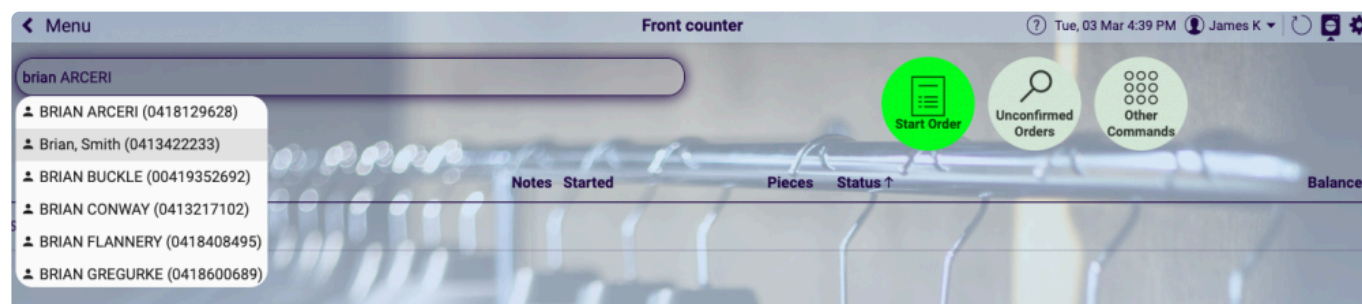 Menu
Front counter
Tue, 03 Mar 4:39 PM James K
brian ARCERI
BRIAN ARCERI (0418129628)
Brian, Smith (0413422233)
BRIAN BUCKLE (00419352692)
BRIAN CONWAY (0413217102)
BRIAN FLANNERY (0418408495)
BRIAN GREGURKE (0418600689)
Start Order
Unconfirmed
Orders
Other
Commands
Notes Started Pieces Status↑ Balance